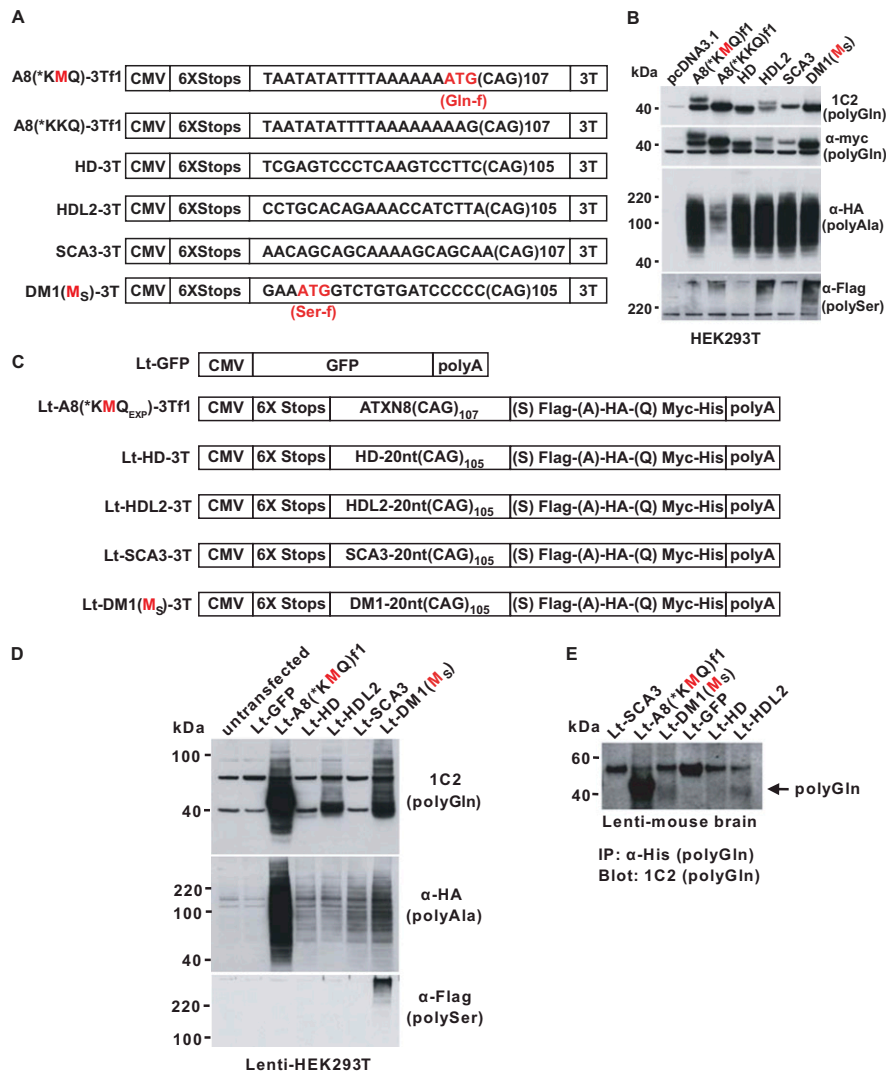 A
A8(*KMQ)-3Tf1 CMV 6XStops TAATATATTTTAAAAAAATG(CAG)107 3T
(Gln-f)
A8(*KKQ)-3Tf1 CMV 6XStops TAATATATTTTAAAAAAAAG(CAG)107 3T
HD-3T CMV 6XStops TCGAGTCCCTCAAGTCCTTC(CAG)105 3T
HDL2-3T CMV 6XStops CCTGCACAGAAACCATCTTA(CAG)105 3T
SCA3-3T CMV 6XStops AACAGCAGCAAAAGCAGCAA(CAG)107 3T
DM1(MS)-3T CMV 6XStops GAAATGGTCTGTGATCCCCC(CAG)105 3T
(Ser-f)
B
kDa pcDNA3.1 A8(*KMQ)f1 A8(*KKQ)f1 HD HDL2 SCA3 DM1(MS)
40 1C2
(polyGln)
40 α-myc
(polyGln)
220
100
40
α-HA
(polyAla)
220
α-Flag
(polySer)
HEK293T
C
Lt-GFP CMV GFP polyA
Lt-A8(*KMQEXP)-3Tf1 CMV 6X Stops ATXN8(CAG)107 (S) Flag-(A)-HA-(Q) Myc-His polyA
Lt-HD-3T CMV 6X Stops HD-20nt(CAG)105 (S) Flag-(A)-HA-(Q) Myc-His polyA
Lt-HDL2-3T CMV 6X Stops HDL2-20nt(CAG)105 (S) Flag-(A)-HA-(Q) Myc-His polyA
Lt-SCA3-3T CMV 6X Stops SCA3-20nt(CAG)105 (S) Flag-(A)-HA-(Q) Myc-His polyA
Lt-DM1(MS)-3T CMV 6X Stops DM1-20nt(CAG)105 (S) Flag-(A)-HA-(Q) Myc-His polyA
D
kDa untransfected Lt-GFP Lt-A8(*KMQ)f1 Lt-HD Lt-HDL2 Lt-SCA3 Lt-DM1(MS)
100
40
1C2
(polyGln)
220
100
40
α-HA
(polyAla)
220
100
α-Flag
(polySer)
Lenti-HEK293T
E
kDa Lt-SCA3 Lt-A8(*KMQ)f1 Lt-DM1(MS) Lt-GFP Lt-HD Lt-HDL2
60
40
polyGln
Lenti-mouse brain
IP: α-His (polyGln)
Blot: 1C2 (polyGln)